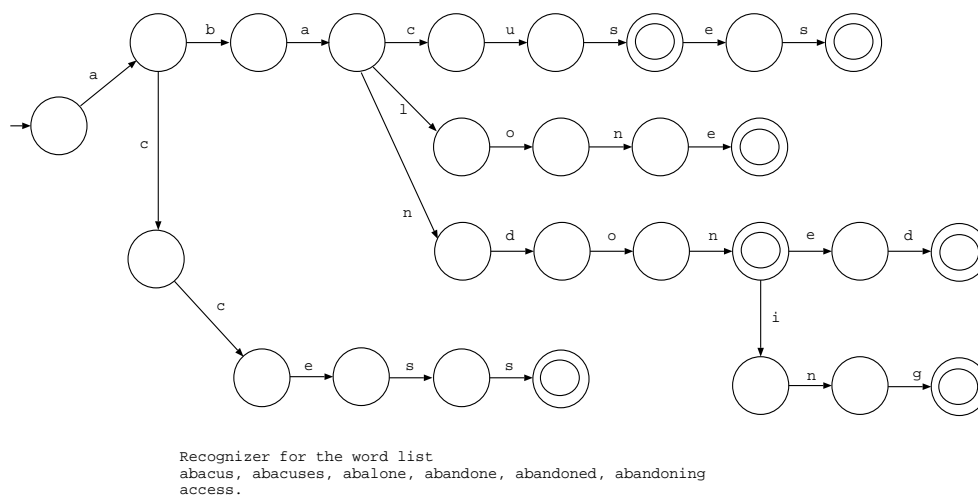 b a c u s e s
a
l o n e
c
n d o n e d
i
c
e s s n g
Recognizer for the word list
abacus, abacuses, abalone, abandone, abandoned, abandoning
access.